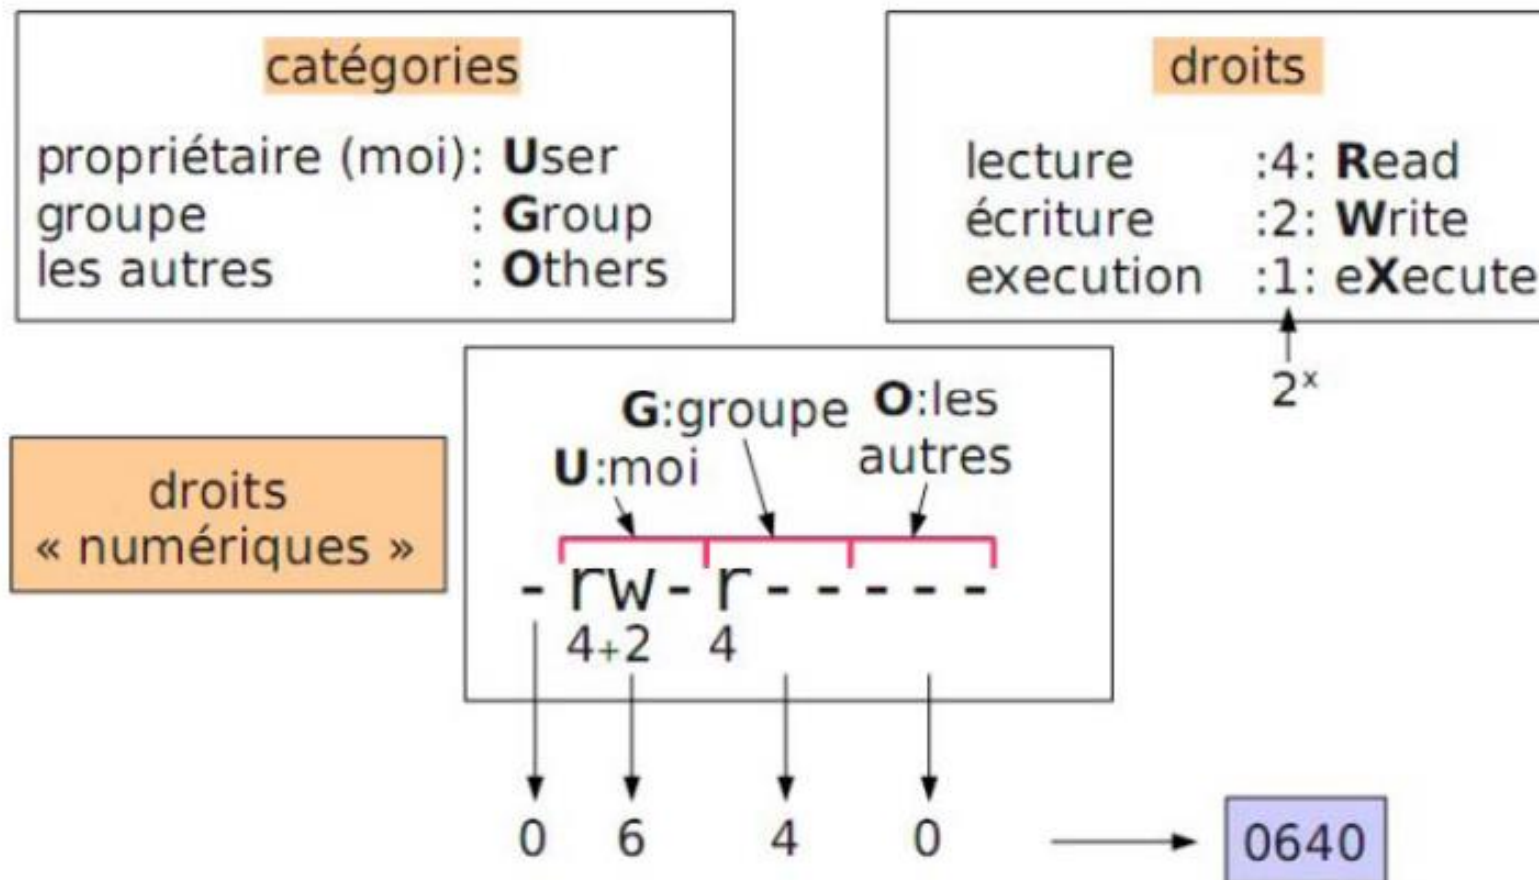 catégories
propriétaire (moi): User
groupe : Group
les autres : Others
droits
lecture :4: Read
écriture :2: Write
execution :1: eXecute
2ˣ
droits
« numériques »
G:groupe
O:les
autres
U:moi
- rw- r-----
4+2 4
0 6 4 0
0640